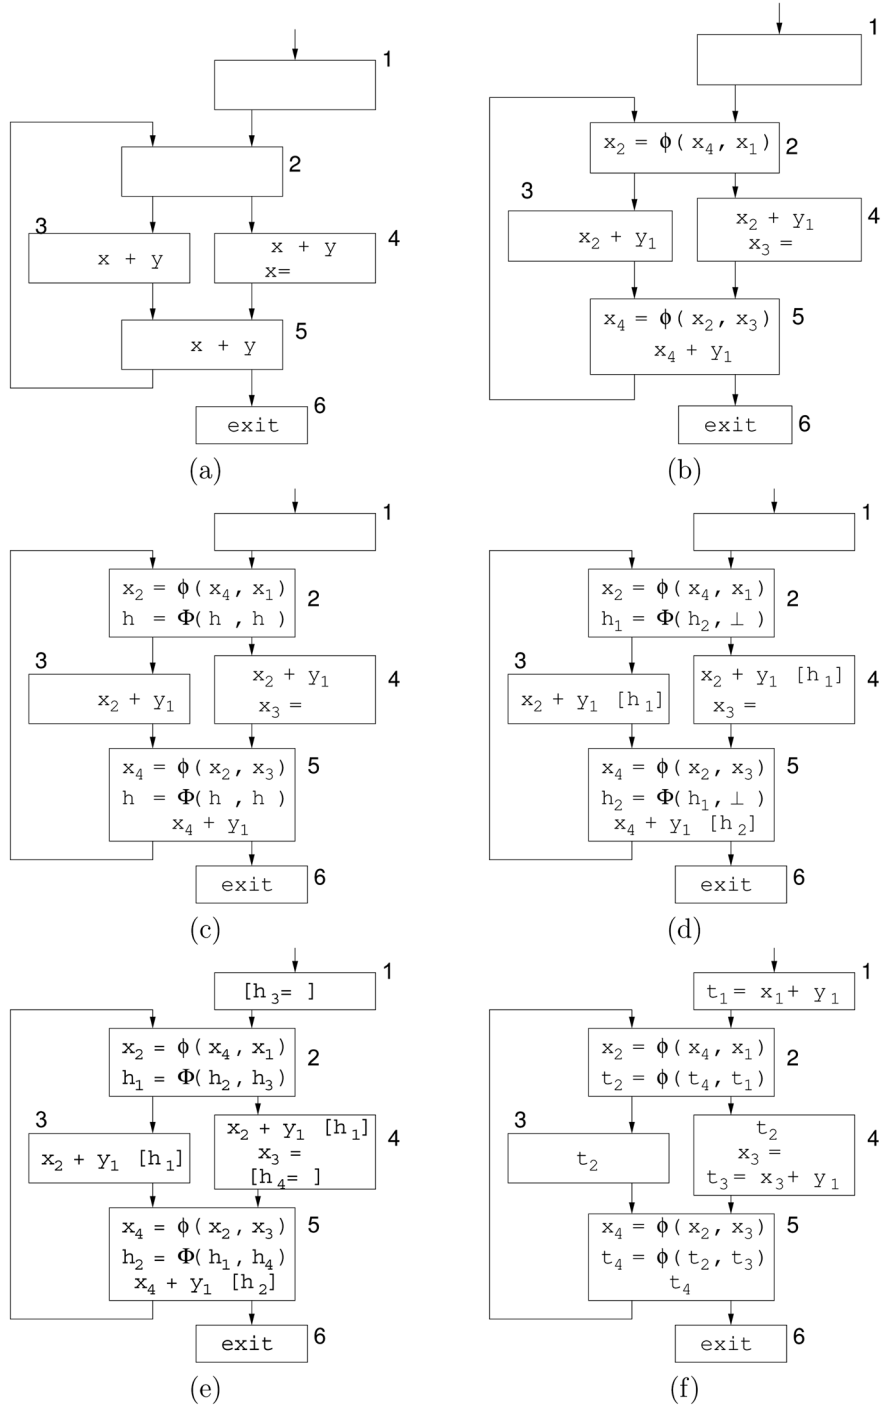 1
2
3
x + y
x + y
x=
4
x + y
5
exit
6
(a)
1
x₂ = ϕ( x₄, x₁)
2
3
x₂ + y₁
x₂ + y₁
x₃ =
4
x₄ = ϕ( x₂, x₃)
x₄ + y₁
5
exit
6
(b)
1
x₂ = ϕ( x₄, x₁)
h = Φ( h , h )
2
3
x₂ + y₁
x₂ + y₁
x₃ =
4
x₄ = ϕ( x₂, x₃)
h = Φ( h , h )
x₄ + y₁
5
exit
6
(c)
1
x₂ = ϕ( x₄, x₁)
h₁ = Φ( h₂, ⊥ )
2
3
x₂ + y₁ [h₁]
x₂ + y₁ [h₁]
x₃ =
4
x₄ = ϕ( x₂, x₃)
h₂ = Φ( h₁, ⊥ )
x₄ + y₁ [h₂]
5
exit
6
(d)
[h₃= ]
1
x₂ = ϕ( x₄, x₁)
h₁ = Φ( h₂, h₃)
2
3
x₂ + y₁ [h₁]
x₂ + y₁ [h₁]
x₃ =
[h₄= ]
4
x₄ = ϕ( x₂, x₃)
h₂ = Φ( h₁, h₄)
x₄ + y₁ [h₂]
5
exit
6
(e)
t₁= x₁+ y₁
1
x₂ = ϕ( x₄, x₁)
t₂ = ϕ( t₄, t₁)
2
3
t₂
t₂
x₃ =
t₃= x₃+ y₁
4
x₄ = ϕ( x₂, x₃)
t₄ = ϕ( t₂, t₃)
t₄
5
exit
6
(f)